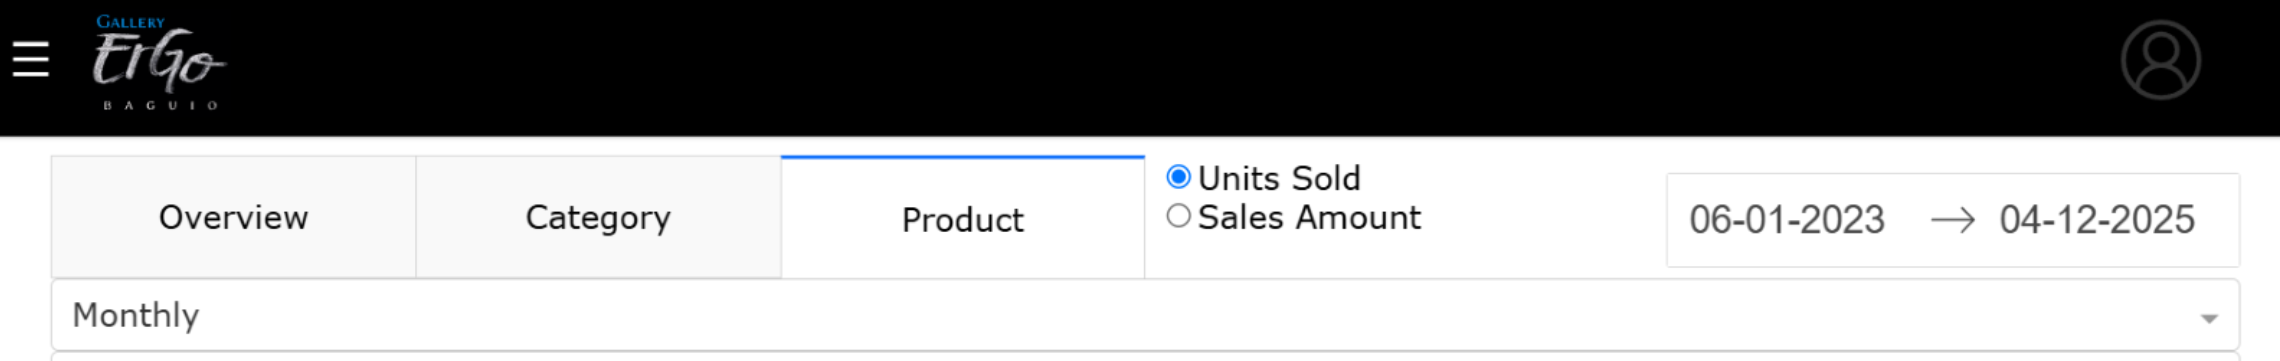 GALLERY
ErGo
BAGUIO
Overview
Category
Product
Units Sold
Sales Amount
06-01-2023 → 04-12-2025
Monthly